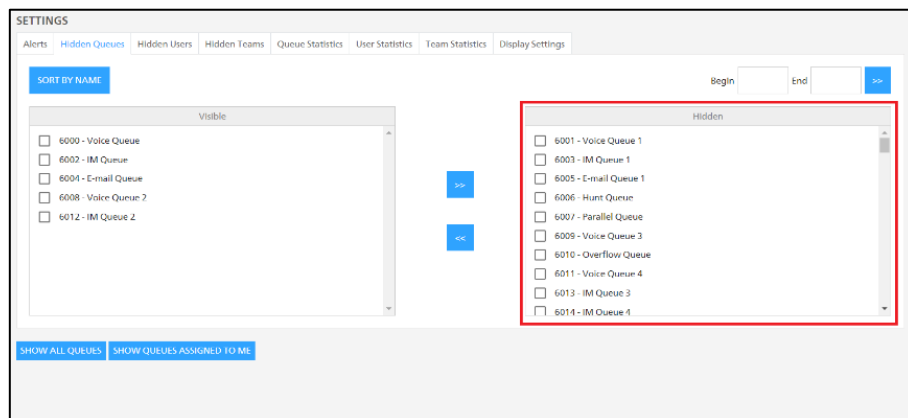 SETTINGS
Alerts Hidden Queues Hidden Users Hidden Teams Queue Statistics User Statistics Team Statistics Display Settings
SORT BY NAME
Begin End >>
Visible
6000 - Voice Queue
6002 - IM Queue
6004 - E-mail Queue
6008 - Voice Queue 2
6012 - IM Queue 2
>>
<<
Hidden
6001 - Voice Queue 1
6003 - IM Queue 1
6005 - E-mail Queue 1
6006 - Hunt Queue
6007 - Parallel Queue
6009 - Voice Queue 3
6010 - Overflow Queue
6011 - Voice Queue 4
6013 - IM Queue 3
6014 - IM Queue 4
SHOW ALL QUEUES SHOW QUEUES ASSIGNED TO ME